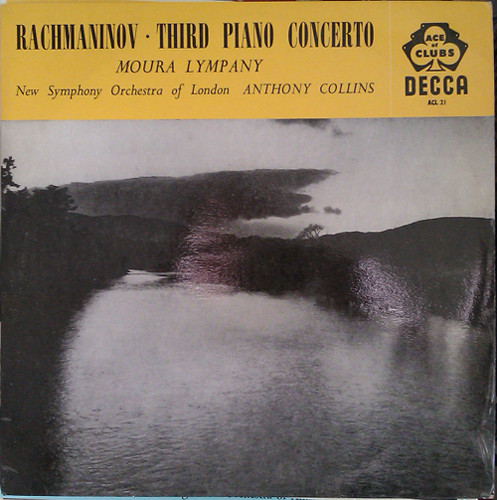 RACHMANINOV · THIRD PIANO CONCERTO
MOURA LYMPANY
New Symphony Orchestra of London ANTHONY COLLINS
ACE
of
CLUBS
DECCA
ACL 21